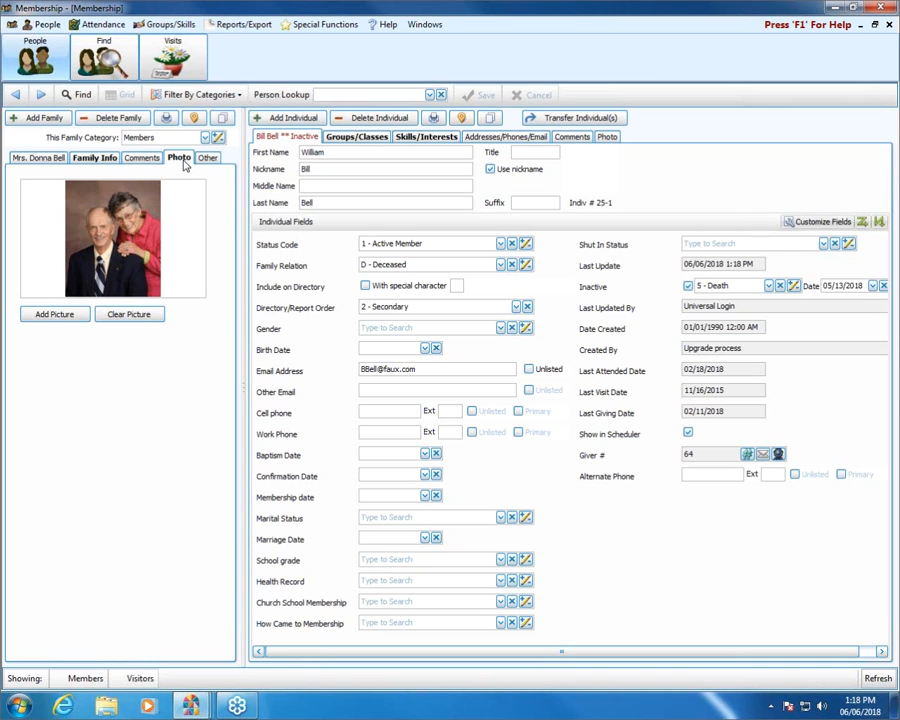 Membership - [Membership]
People Attendance Groups/Skills Reports/Export Special Functions Help Windows Press 'F1' For Help
People Find Visits
Find Grid Filter By Categories Person Lookup Save Cancel
Add Family Delete Family Add Individual Delete Individual Transfer Individual(s)
This Family Category: Members
Bill Bell ** Inactive Groups/Classes Skills/Interests Addresses/Phones/Email Comments Photo
Mrs. Donna Bell Family Info Comments Photo Other
First Name William Title
Nickname Bill Use nickname
Middle Name
Last Name Bell Suffix Indiv # 25-1
Individual Fields Customize Fields
Status Code 1 - Active Member Shut In Status Type to Search
Family Relation D - Deceased Last Update 06/06/2018 1:18 PM
Include on Directory With special character Inactive 5 - Death Date 05/13/2018
Directory/Report Order 2 - Secondary Last Updated By Universal Login
Add Picture Clear Picture
Gender Type to Search Date Created 01/01/1990 12:00 AM
Birth Date Created By Upgrade process
Email Address BBell@faux.com Unlisted Last Attended Date 02/18/2018
Other Email Unlisted Last Visit Date 11/16/2015
Cell phone Ext Unlisted Primary Last Giving Date 02/11/2018
Work Phone Ext Unlisted Primary Show in Scheduler
Baptism Date Giver # 64
Confirmation Date Alternate Phone Ext Unlisted Primary
Membership date
Marital Status Type to Search
Marriage Date
School grade Type to Search
Health Record Type to Search
Church School Membership Type to Search
How Came to Membership Type to Search
Showing: Members Visitors Refresh
1:18 PM
06/06/2018